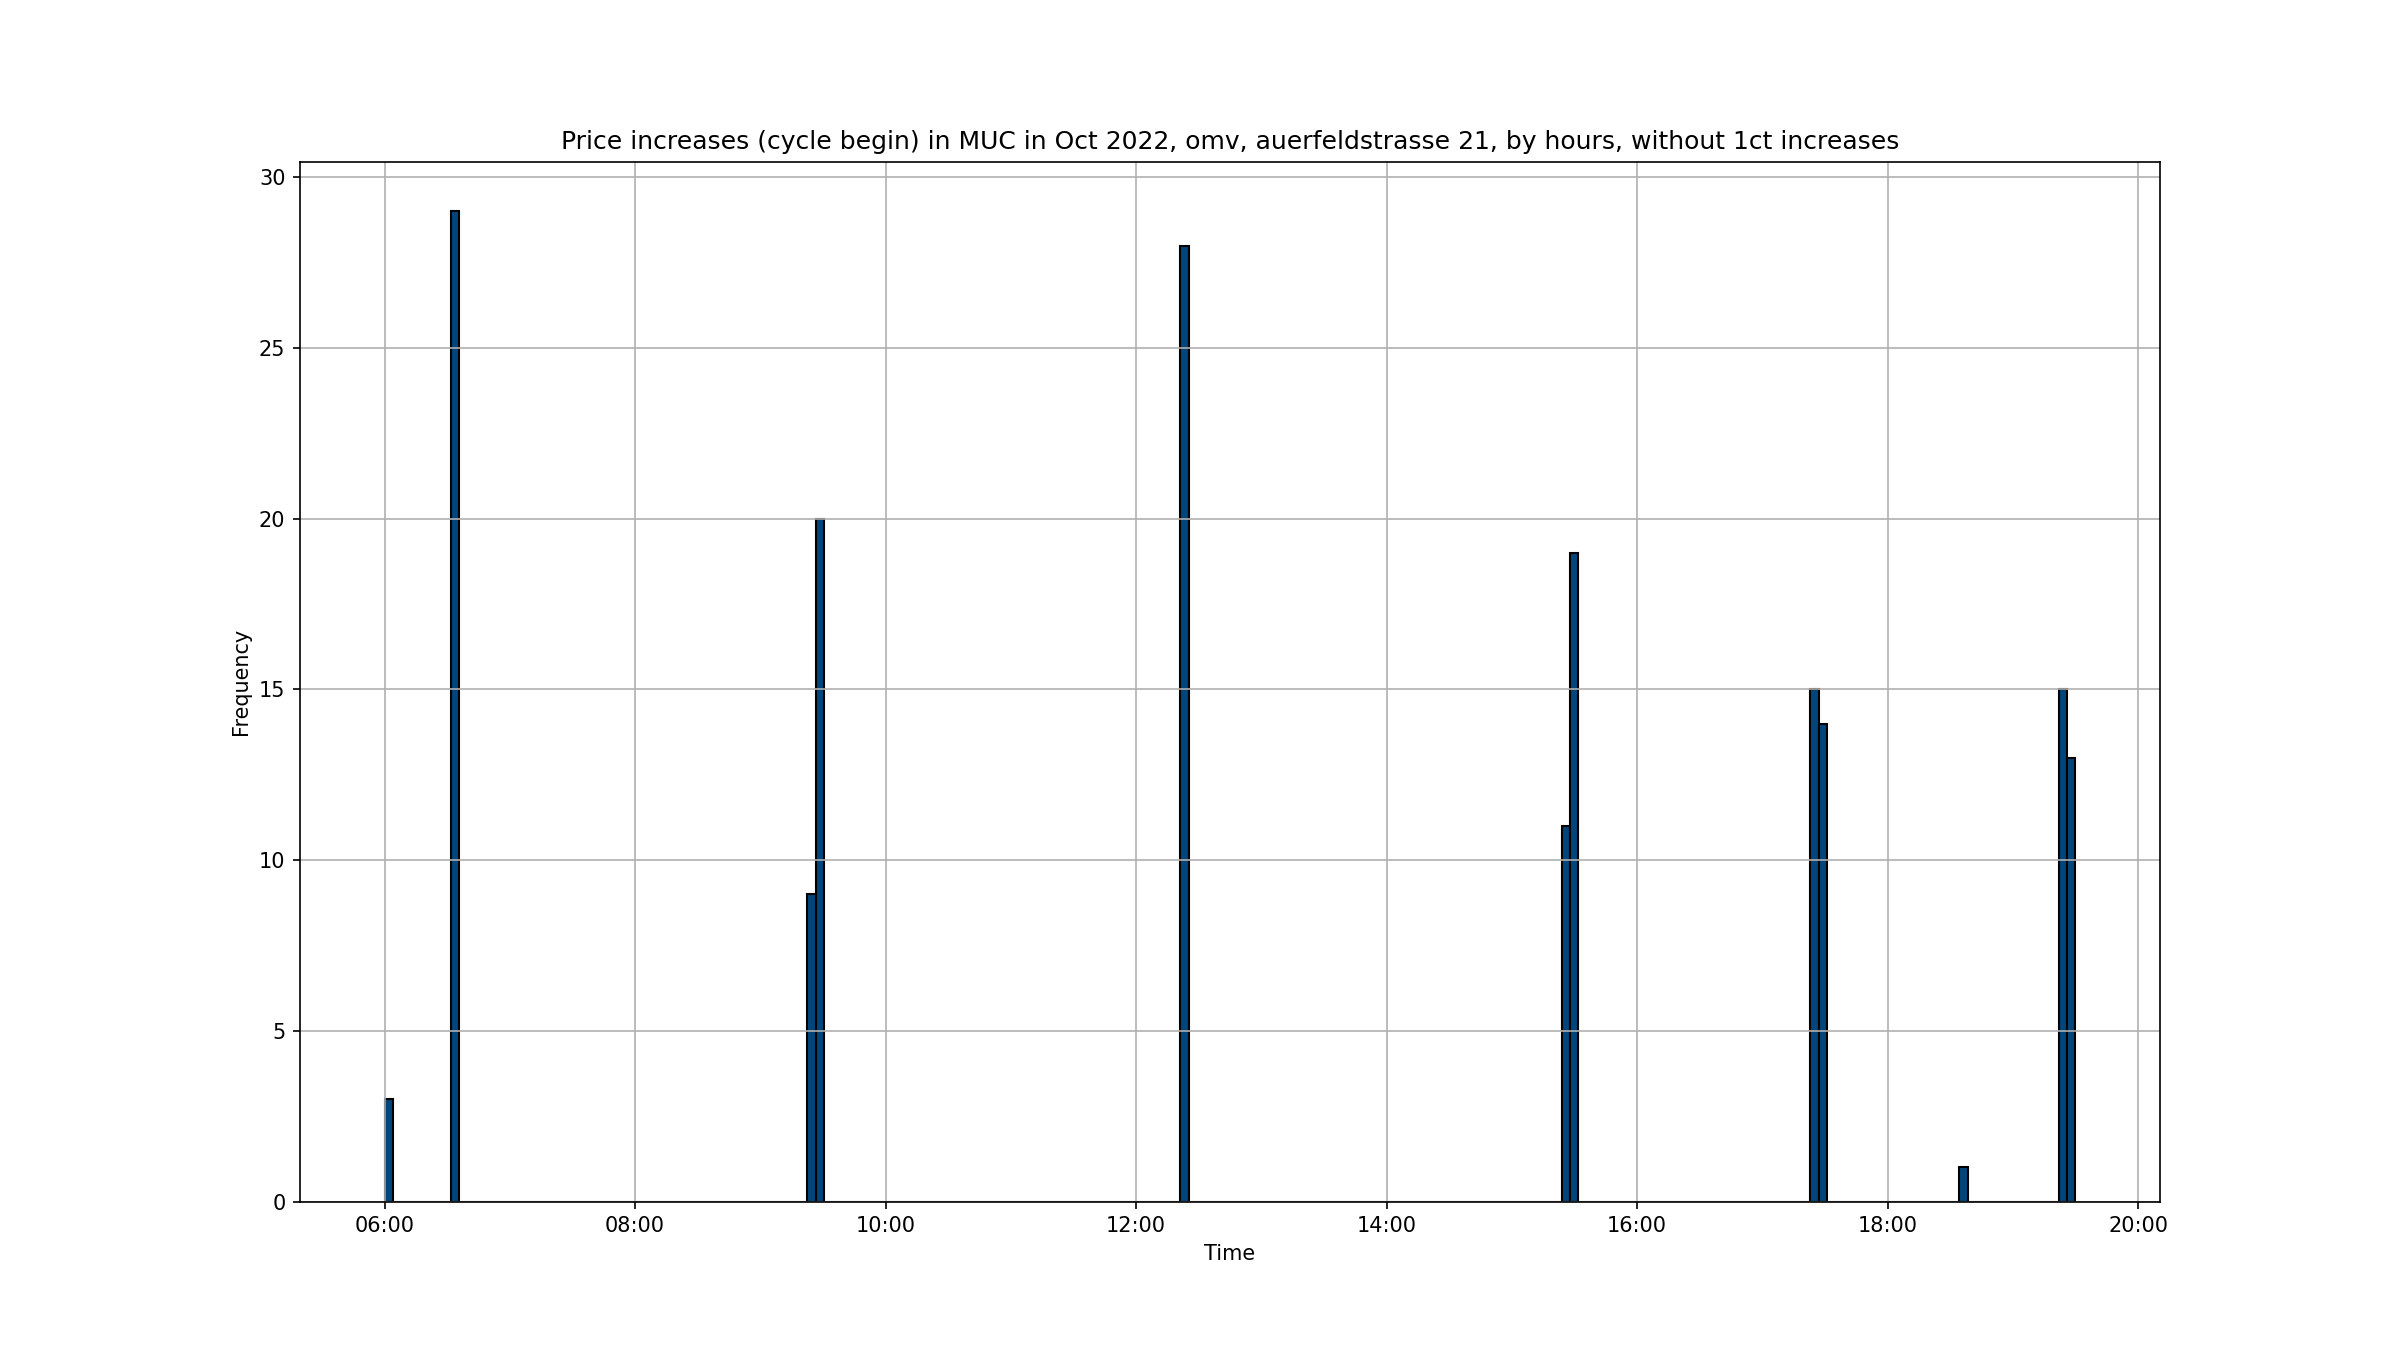 Price increases (cycle begin) in MUC in Oct 2022, omv, auerfeldstrasse 21, by hours, without 1ct increases
30
25
20
15
10
5
0
Frequency
06:00 08:00 10:00 12:00 14:00 16:00 18:00 20:00
Time